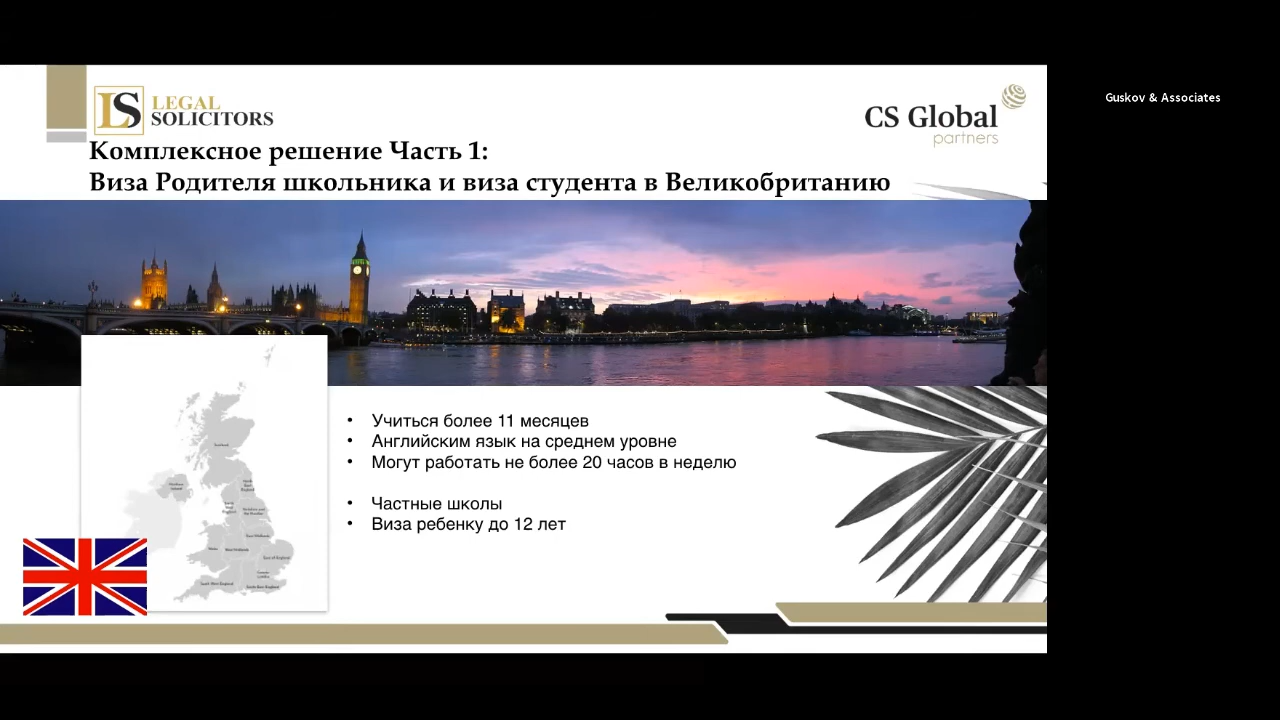 LS LEGAL
SOLICITORS
CS Global
partners
Guskov & Associates
Комплексное решение Часть 1:
Виза Родителя школьника и виза студента в Великобританию
• Учиться более 11 месяцев
• Английским язык на среднем уровне
• Могут работать не более 20 часов в неделю
• Частные школы
• Виза ребенку до 12 лет
Scotland